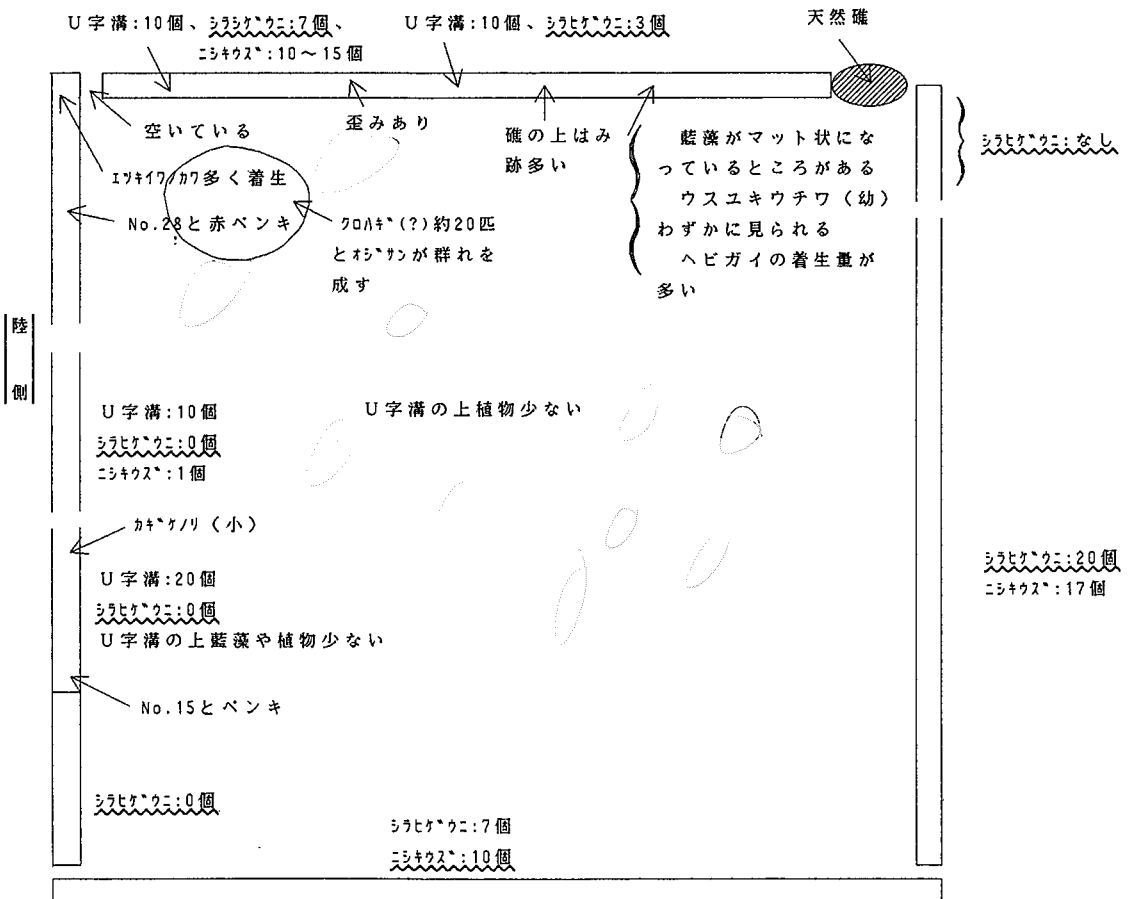 U字溝:10個、シラシゲウニ:7個、
ニシキウズ:10～15個
U字溝:10個、シラヒゲウニ:3個
天然礁
空いている
歪みあり
礁の上はみ
跡多い
藍藻がマット状にな
っているところがある
ウスユキウチワ(幼)
わずかに見られる
ヘビガイの着生量が
多い
シラヒゲウニ:なし
エツキイワノカワ多く着生
No.28と赤ペンキ
クロハギ(?)約20匹
とオジサンが群れを
成す
陸側
U字溝:10個
シラヒゲウニ:0個
ニシキウズ:1個
U字溝の上植物少ない
カギケノリ(小)
U字溝:20個
シラヒゲウニ:0個
U字溝の上藍藻や植物少ない
シラヒゲウニ:20個
ニシキウズ:17個
No.15とペンキ
シラヒゲウニ:0個
シラヒゲウニ:7個
ニシキウズ:10個